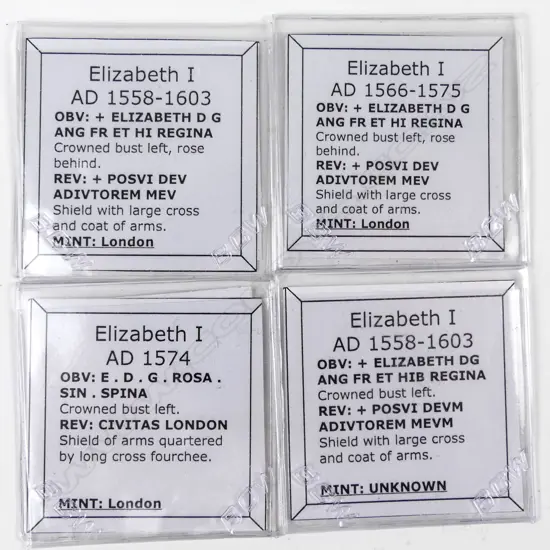 Elizabeth I
AD 1558-1603
OBV: + ELIZABETH D G
ANG FR ET HI REGINA
Crowned bust left, rose
behind.
REV: + POSVI DEV
ADIVTOREM MEV
Shield with large cross
and coat of arms.
MINT: London
Elizabeth I
AD 1566-1575
OBV: + ELIZABETH D G
ANG FR ET HI REGINA
Crowned bust left, rose
behind.
REV: + POSVI DEV
ADIVTOREM MEV
Shield with large cross
and coat of arms.
MINT: London
Elizabeth I
AD 1574
OBV: E . D . G . ROSA .
SIN . SPINA
Crowned bust left.
REV: CIVITAS LONDON
Shield of arms quartered
by long cross fourchee.
MINT: London
Elizabeth I
AD 1558-1603
OBV: + ELIZABETH DG
ANG FR ET HIB REGINA
Crowned bust left.
REV: + POSVI DEVM
ADIVTOREM MEVM
Shield with large cross
and coat of arms.
MINT: UNKNOWN